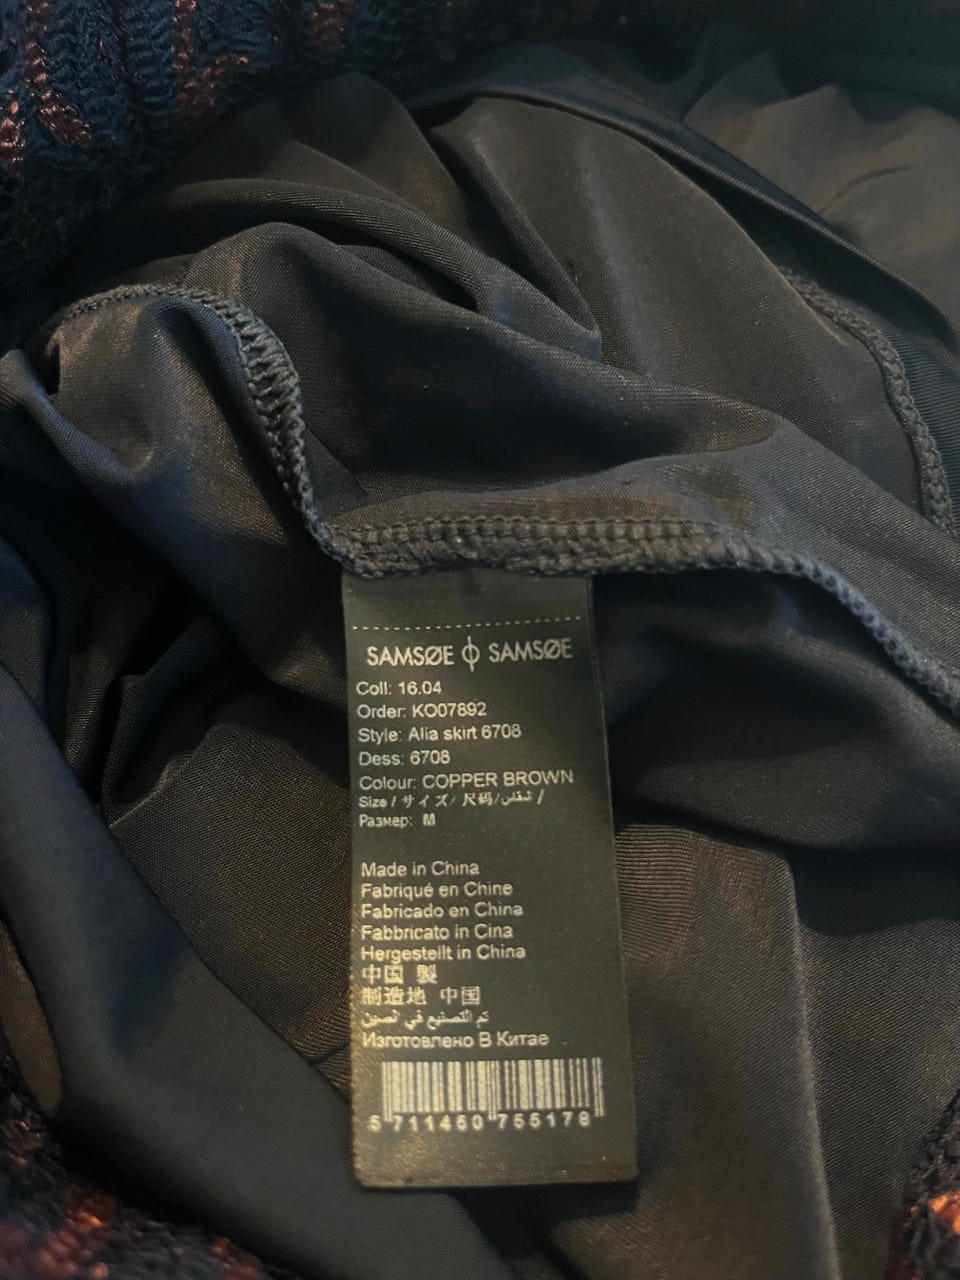 SAMSØE ϕ SAMSØE
Coll: 16.04
Order: KO07892
Style: Alia skirt 6708
Dess: 6708
Colour: COPPER BROWN
Size / サイズ/ 尺码/ /
Размер: M
Made in China
Fabriqué en Chine
Fabricado en China
Fabbricato in Cina
Hergestellt in China
中国 製
制造地 中国
تم التصنيع في الصين
Изготовлено В Китае
5 711450 755178